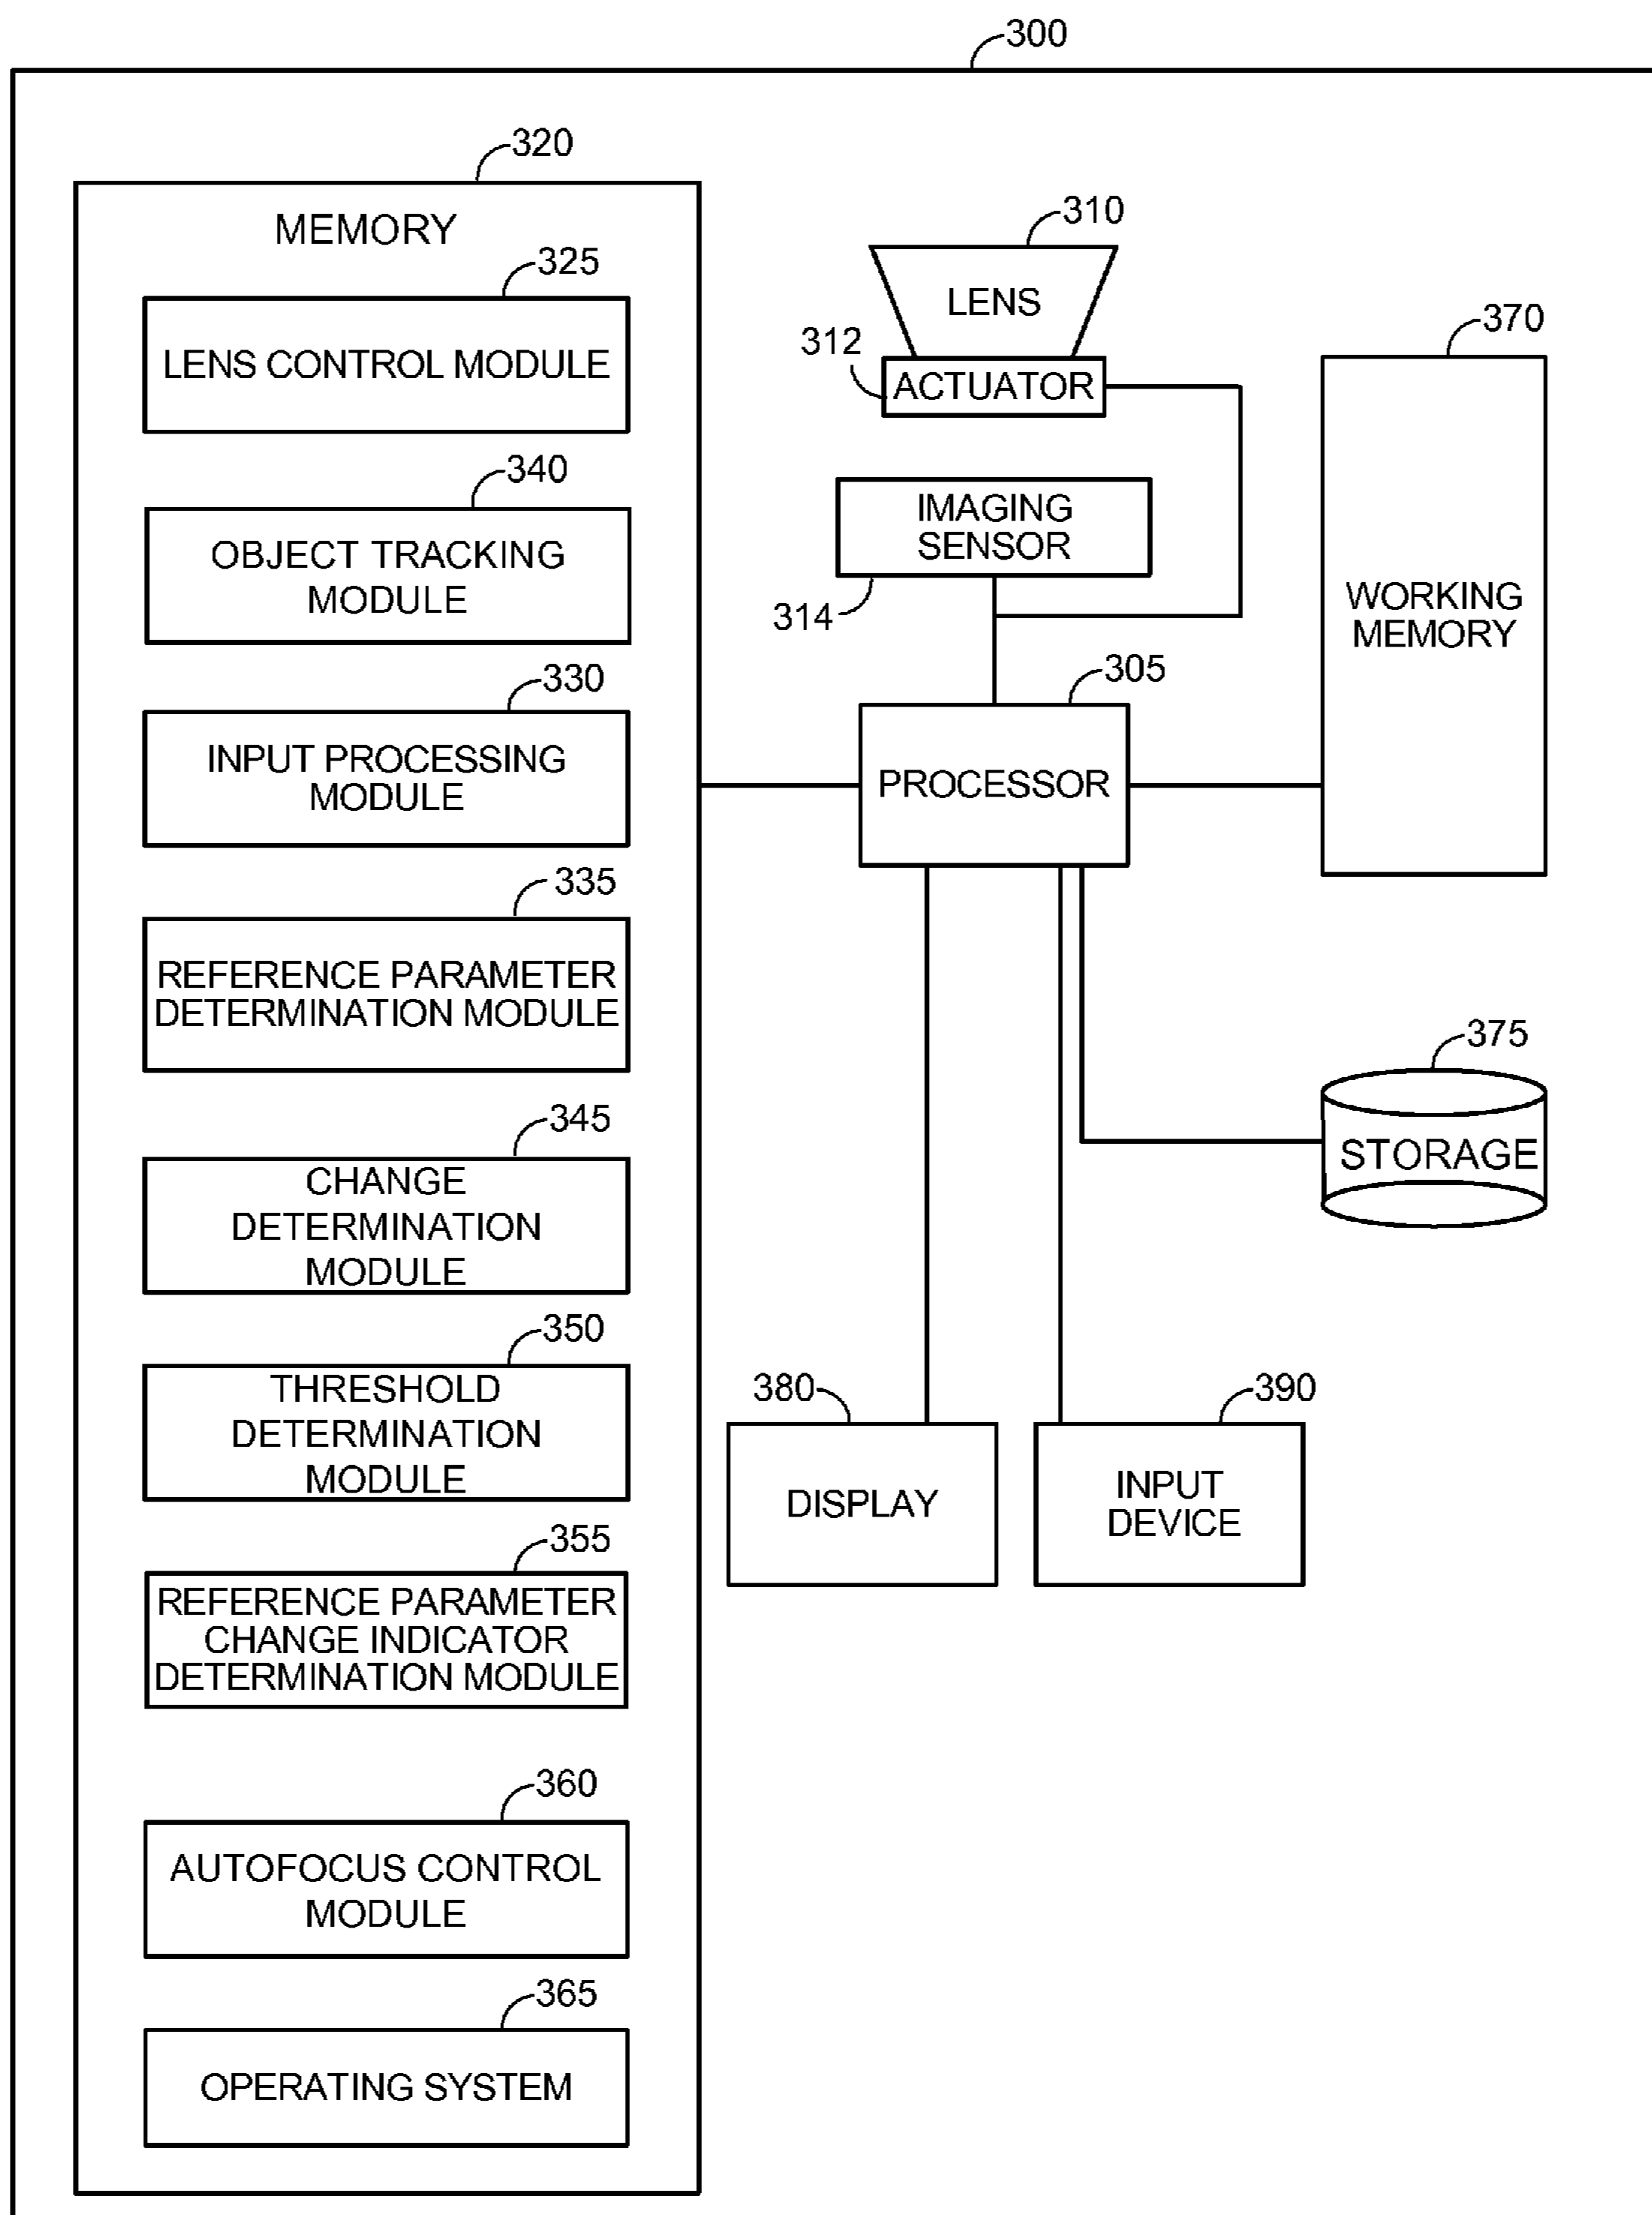 300
320
MEMORY
325
LENS CONTROL MODULE
340
OBJECT TRACKING
MODULE
330
INPUT PROCESSING
MODULE
335
REFERENCE PARAMETER
DETERMINATION MODULE
345
CHANGE
DETERMINATION
MODULE
350
THRESHOLD
DETERMINATION
MODULE
355
REFERENCE PARAMETER
CHANGE INDICATOR
DETERMINATION MODULE
360
AUTOFOCUS CONTROL
MODULE
365
OPERATING SYSTEM
310
LENS
312
ACTUATOR
IMAGING
SENSOR
314
305
PROCESSOR
370
WORKING
MEMORY
375
STORAGE
380
DISPLAY
390
INPUT
DEVICE